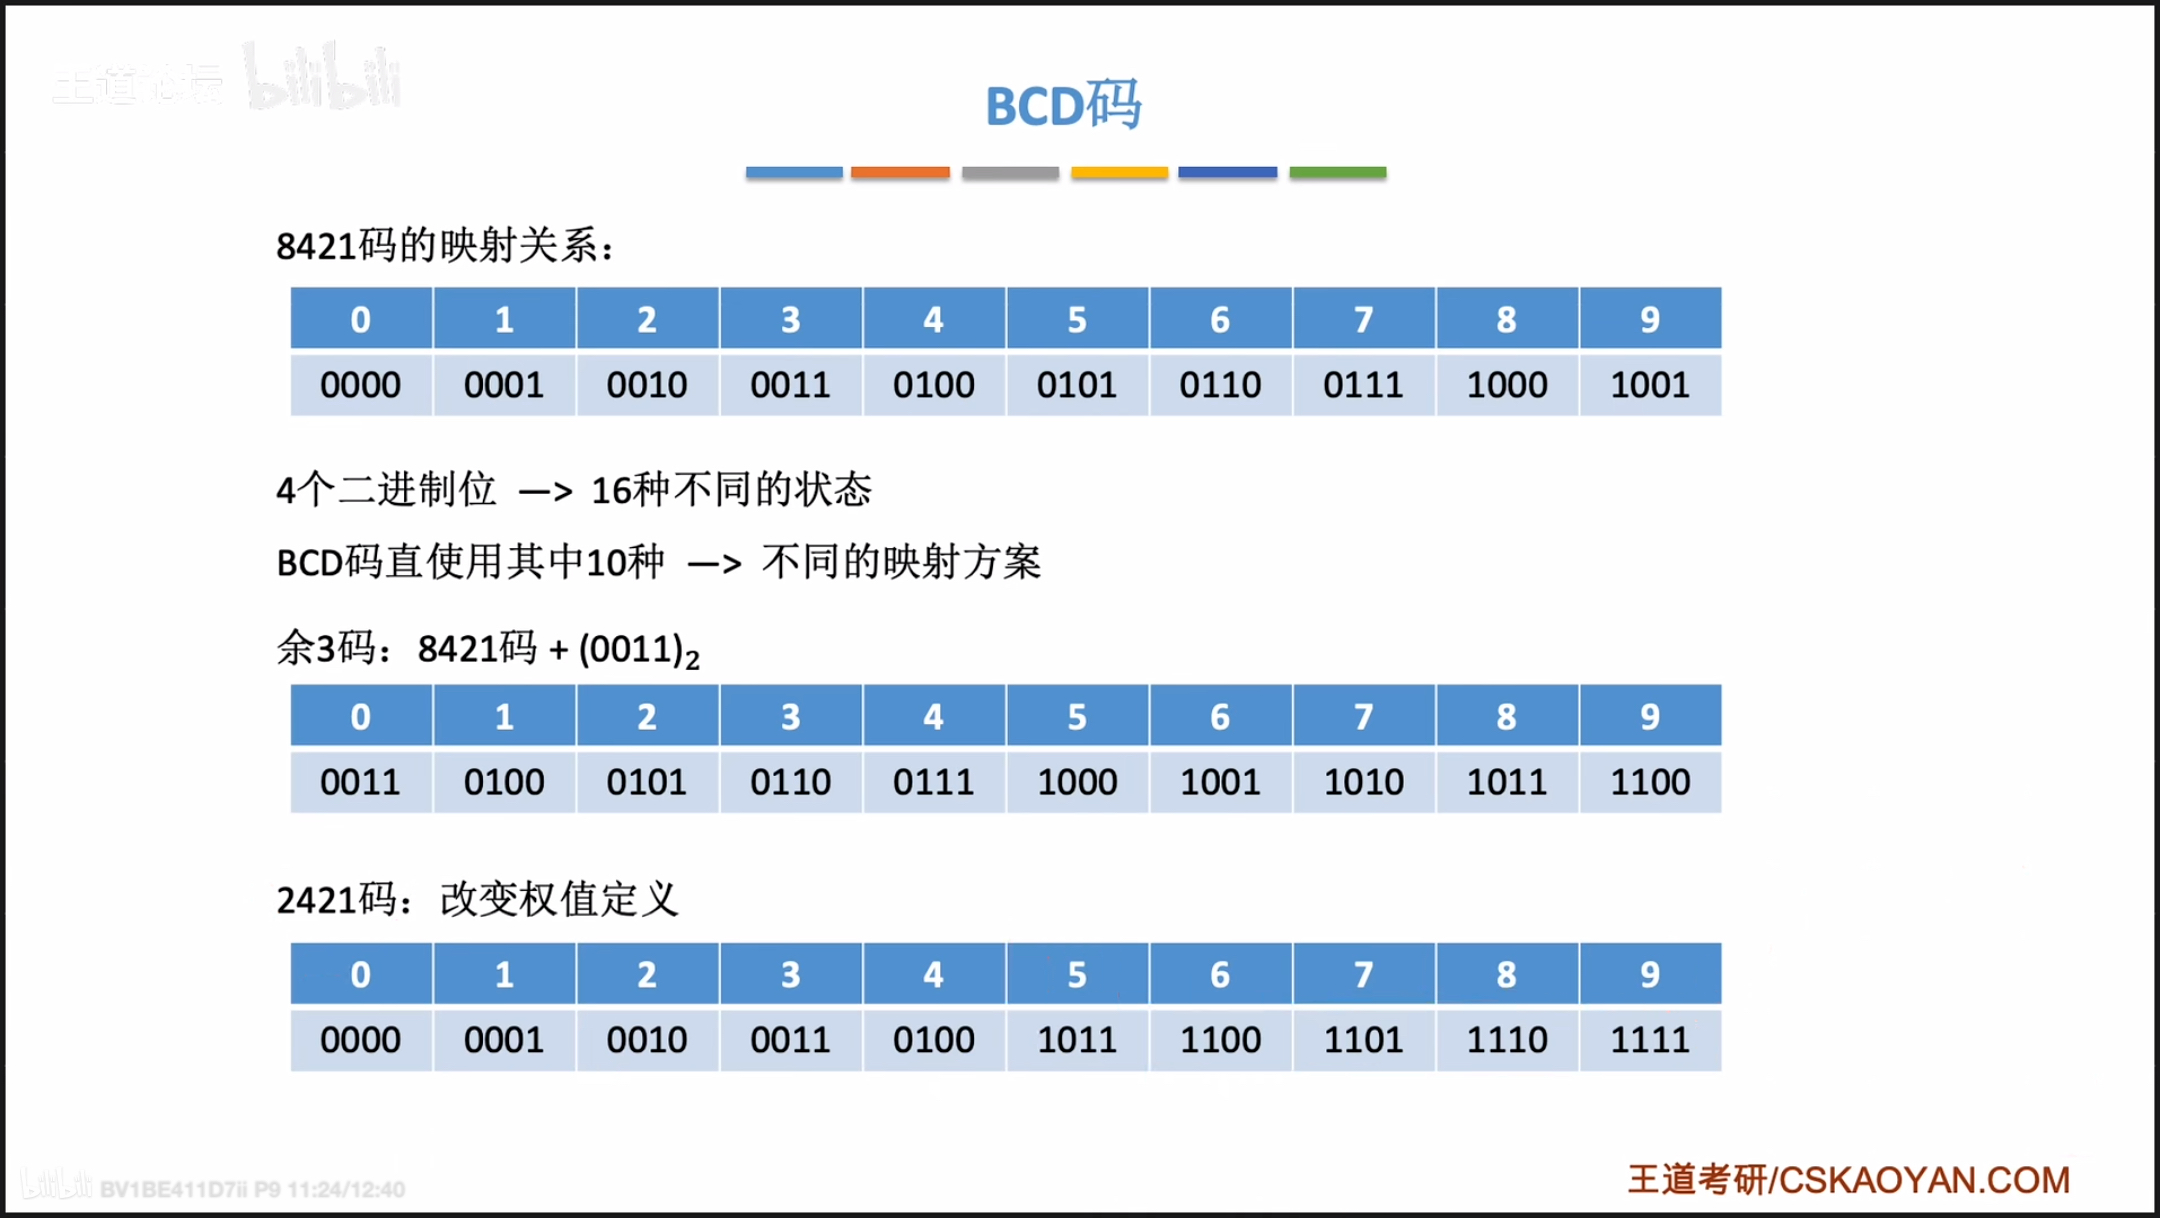 王道论坛 bilibili
BCD码
8421码的映射关系：
0 1 2 3 4 5 6 7 8 9
0000 0001 0010 0011 0100 0101 0110 0111 1000 1001
4个二进制位 —> 16种不同的状态
BCD码直使用其中10种 —> 不同的映射方案
余3码：8421码 + (0011)₂
0 1 2 3 4 5 6 7 8 9
0011 0100 0101 0110 0111 1000 1001 1010 1011 1100
2421码：改变权值定义
0 1 2 3 4 5 6 7 8 9
0000 0001 0010 0011 0100 1011 1100 1101 1110 1111
bilibili BV1BE411D7ii P9 11:24/12:40
王道考研/CSKAOYAN.COM